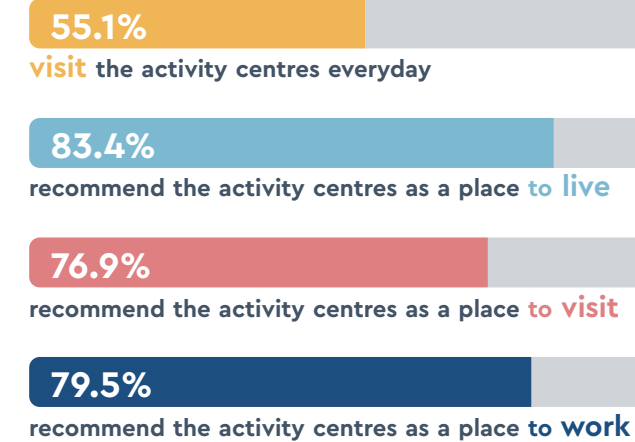 55.1%
visit the activity centres everyday
83.4%
recommend the activity centres as a place to live
76.9%
recommend the activity centres as a place to visit
79.5%
recommend the activity centres as a place to work